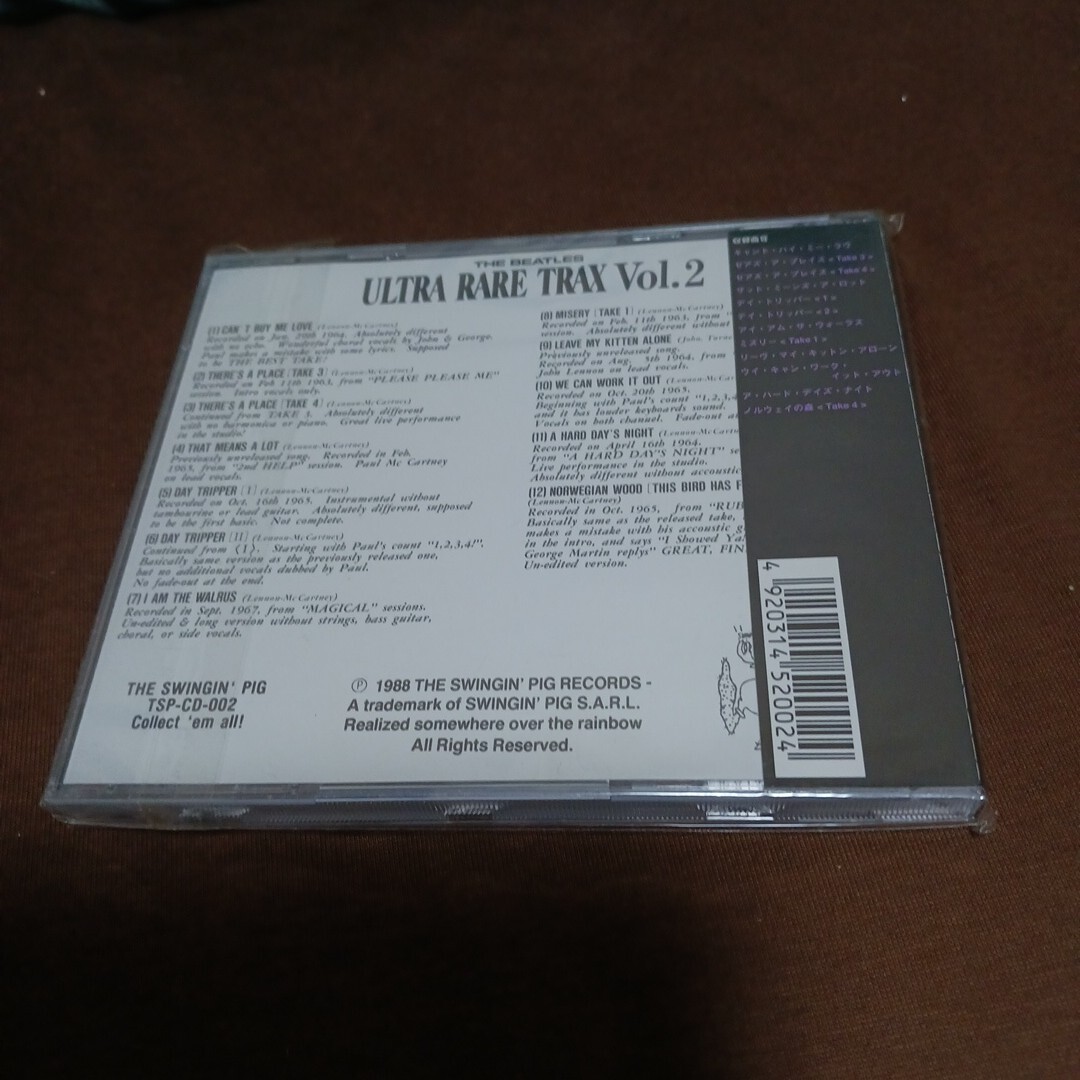 THE BEATLES
ULTRA RARE TRAX Vol.2
(1) CAN'T BUY ME LOVE (Lennon-McCartney)
Recorded on Jan. 29th 1964. Absolutely different
with no echo. Wonderful choral vocals by John & George.
Paul makes a mistake with some lyrics. Supposed
to be THE BEST TAKE!
(2) THERE'S A PLACE [TAKE 3] (Lennon-McCartney)
Recorded on Feb 11th 1963, from "PLEASE PLEASE ME"
session. Intro vocals only.
(3) THERE'S A PLACE [TAKE 4] (Lennon-McCartney)
Continued from TAKE 3. Absolutely different
with no harmonica or piano. Great live performance
in the studio!
(4) THAT MEANS A LOT (Lennon-McCartney)
Previously unreleased song. Recorded in Feb.
1965, from "2nd HELP" session. Paul Mc Cartney
on lead vocals.
(5) DAY TRIPPER [I] (Lennon-McCartney)
Recorded on Oct. 16th 1965. Instrumental without
tambourine or lead guitar. Absolutely different, supposed
to be the first basic. Not complete.
(6) DAY TRIPPER [II] (Lennon-McCartney)
Continued from (I). Starting with Paul's count "1,2,3,4!".
Basically same version as the previously released one,
but no additional vocals dubbed by Paul.
No fade-out at the end.
(7) I AM THE WALRUS (Lennon-McCartney)
Recorded in Sept. 1967, from "MAGICAL" sessions.
Un-edited & long version without strings, bass guitar,
choral, or side vocals.
(8) MISERY [TAKE 1] (Lennon-McCartney)
Recorded on Feb. 11th 1963, from "
session. Absolutely different without
(9) LEAVE MY KITTEN ALONE (John, Turne
Previously unreleased song.
Recorded on Aug. 5th 1964, from
John Lennon on lead vocals.
(10) WE CAN WORK IT OUT (Lennon-Mc
Recorded on Oct. 20th 1965.
Beginning with Paul's count "1,2,3,4
and it has louder keyboards sound.
Vocals on both channel. Fade-out a
(11) A HARD DAY'S NIGHT (Lennon-McC
Recorded on April 16th 1964.
from "A HARD DAY'S NIGHT" se
Live performance in the studio.
Absolutely different without acoustic
(12) NORWEGIAN WOOD [THIS BIRD HAS F
(Lennon-McCartney)
Recorded in Oct. 1965, from "RUB
Basically same as the released take,
makes a mistake with his acoustic g
in the intro, and says "I Showed Ya!
George Martin replys" GREAT, FIN
Un-edited version.
THE SWINGIN' PIG
TSP-CD-002
Collect 'em all!
Ⓟ 1988 THE SWINGIN' PIG RECORDS -
A trademark of SWINGIN' PIG S.A.R.L.
Realized somewhere over the rainbow
All Rights Reserved.
収録曲目
キャント・バイ・ミー・ラヴ
ゼアズ・ア・プレイス < Take 3 >
ゼアズ・ア・プレイス < Take 4 >
ザット・ミーンズ・ア・ロット
デイ・トリッパー < 1 >
デイ・トリッパー < 2 >
アイ・アム・ザ・ウォーラス
ミズリー < Take 1 >
リーヴ・マイ・キットン・アローン
ウイ・キャン・ワーク・
イット・アウト
ア・ハード・デイズ・ナイト
ノルウェイの森 < Take 4 >
4 920314 520024